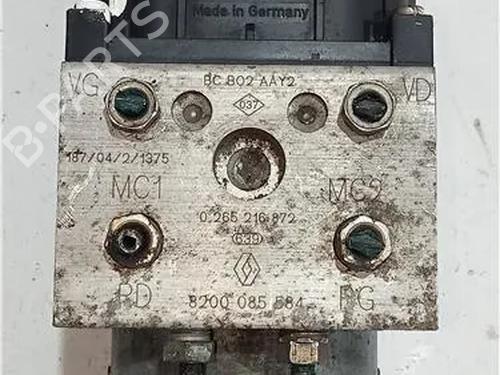 Made in Germany
BC 802 AAY2
VG
VD
037
187/04/2/1375
MC1
MC2
0 265 216 872
639
8200 085 584
RD
RG
B-PARTS